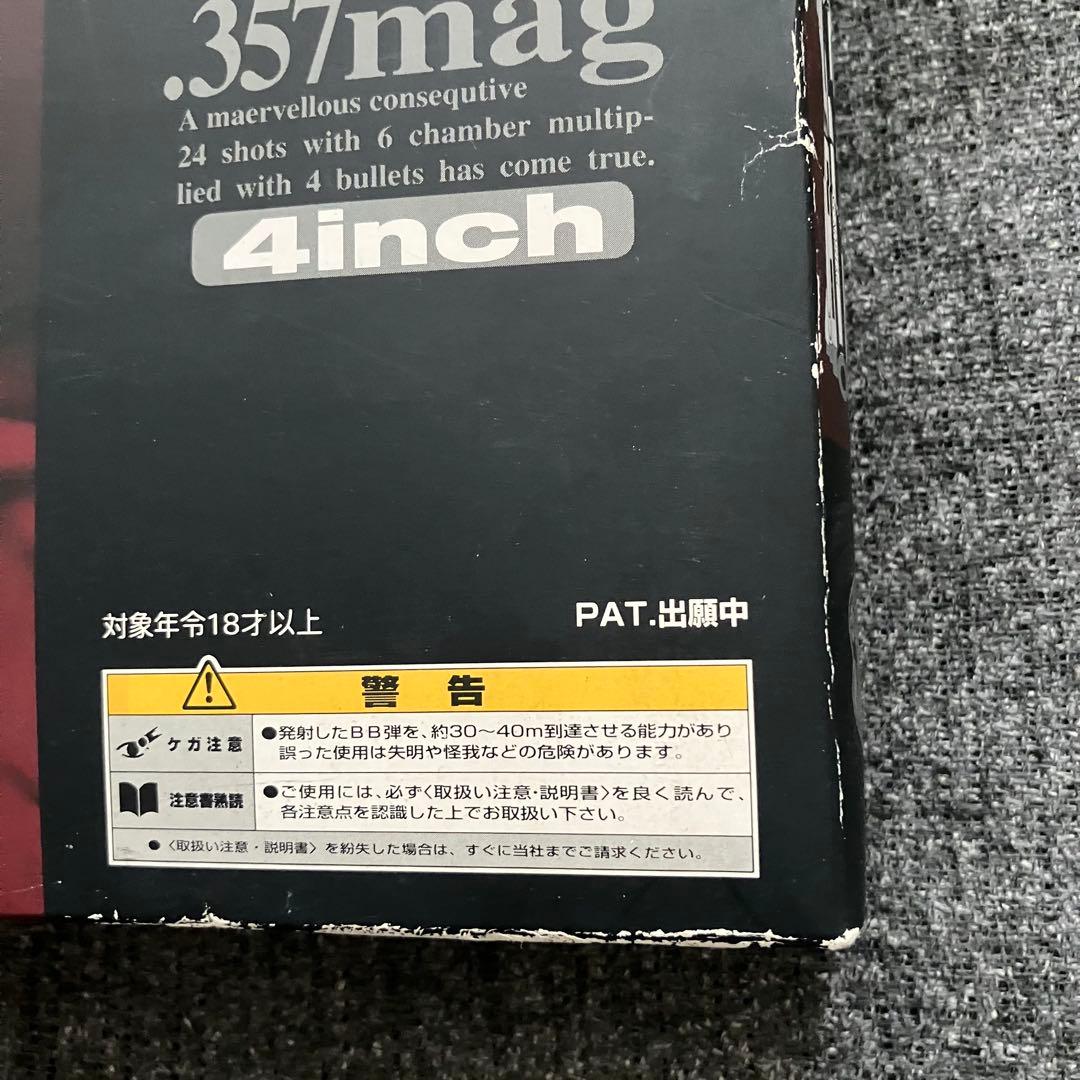 .357mag
A maervellous consequtive
24 shots with 6 chamber multip-
lied with 4 bullets has come true.
4inch
対象年令18才以上
PAT.出願中
警告
ケガ注意
●発射したBB弾を、約30〜40m到達させる能力があり
誤った使用は失明や怪我などの危険があります。
注意書熟読
●ご使用には、必ず〈取扱い注意・説明書〉を良く読んで、
各注意点を認識した上でお取扱い下さい。
●〈取扱い注意・説明書〉を紛失した場合は、すぐに当社までご請求ください。